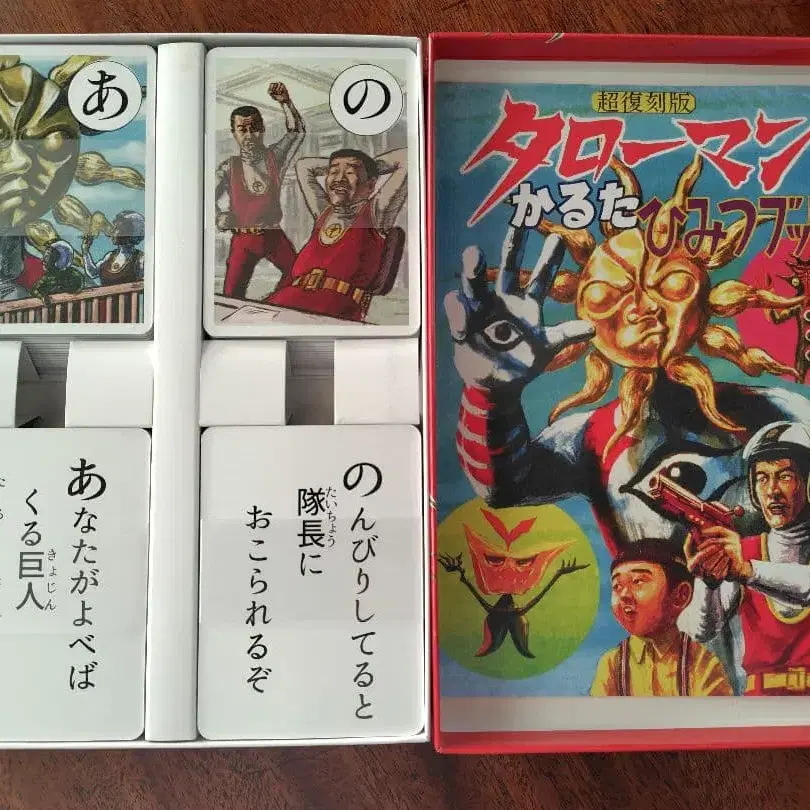 あ
の
あなたがよべば
くる巨人
きょじん
のんびりしてると
隊長に
たいちょう
おこられるぞ
超復刻版
タローマン
かるた
ひみつブッ